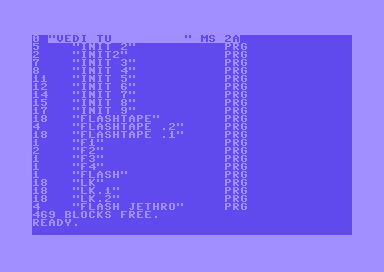 0 "VEDI TU         " MS 2A
5    "INIT 2"           PRG
2    "INIT2"            PRG
7    "INIT 3"           PRG
8    "INIT 4"           PRG
11   "INIT 5"           PRG
12   "INIT 6"           PRG
14   "INIT 7"           PRG
15   "INIT 8"           PRG
17   "INIT 9"           PRG
18   "FLASHTAPE"        PRG
4    "FLASHTAPE .2"     PRG
18   "FLASHTAPE .1"     PRG
1    "F1"               PRG
2    "F2"               PRG
1    "F3"               PRG
1    "F4"               PRG
1    "FLASH"            PRG
18   "LK"               PRG
18   "LK.1"             PRG
18   "LK.2"             PRG
4    "FLASH JETHRO"     PRG
469 BLOCKS FREE.
READY.